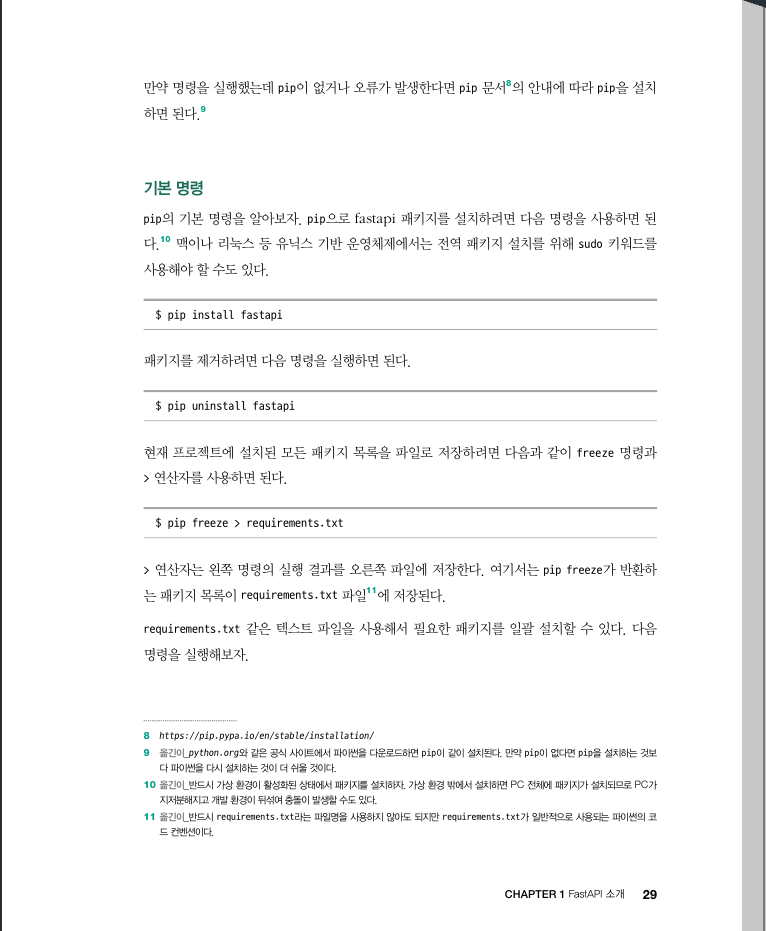 만약 명령을 실행했는데 pip이 없거나 오류가 발생한다면 pip 문서8의 안내에 따라 pip을 설치
하면 된다.9
기본 명령
pip의 기본 명령을 알아보자. pip으로 fastapi 패키지를 설치하려면 다음 명령을 사용하면 된
다.10 맥이나 리눅스 등 유닉스 기반 운영체제에서는 전역 패키지 설치를 위해 sudo 키워드를
사용해야 할 수도 있다.
$ pip install fastapi
패키지를 제거하려면 다음 명령을 실행하면 된다.
$ pip uninstall fastapi
현재 프로젝트에 설치된 모든 패키지 목록을 파일로 저장하려면 다음과 같이 freeze 명령과
> 연산자를 사용하면 된다.
$ pip freeze > requirements.txt
> 연산자는 왼쪽 명령의 실행 결과를 오른쪽 파일에 저장한다. 여기서는 pip freeze가 반환하
는 패키지 목록이 requirements.txt 파일11에 저장된다.
requirements.txt 같은 텍스트 파일을 사용해서 필요한 패키지를 일괄 설치할 수 있다. 다음
명령을 실행해보자.
8 https://pip.pypa.io/en/stable/installation/
9 옮긴이_python.org와 같은 공식 사이트에서 파이썬을 다운로드하면 pip이 같이 설치된다. 만약 pip이 없다면 pip을 설치하는 것보
다 파이썬을 다시 설치하는 것이 더 쉬울 것이다.
10 옮긴이_반드시 가상 환경이 활성화된 상태에서 패키지를 설치하자. 가상 환경 밖에서 설치하면 PC 전체에 패키지가 설치되므로 PC가
지저분해지고 개발 환경이 뒤섞여 충돌이 발생할 수도 있다.
11 옮긴이_반드시 requirements.txt라는 파일명을 사용하지 않아도 되지만 requirements.txt가 일반적으로 사용되는 파이썬의 코
드 컨벤션이다.
CHAPTER 1 FastAPI 소개 29